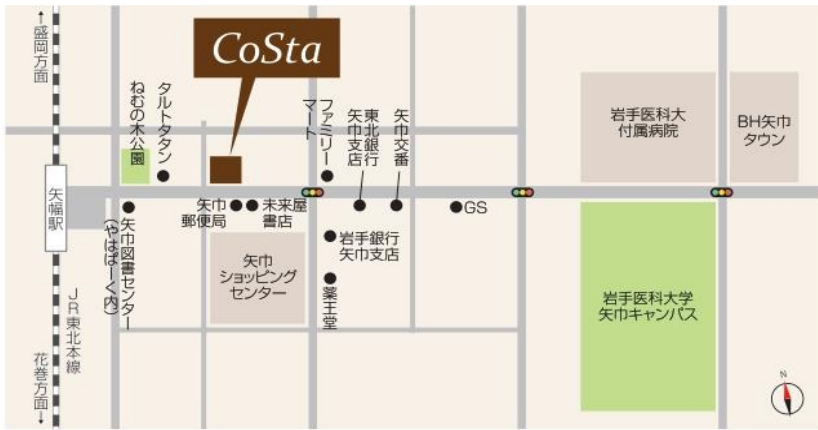 ←盛岡方面
CoSta
ねむの木公園
タルトタタン
ファミリー
マート
東北銀行
矢巾支店
矢巾交番
岩手医科大
付属病院
BH矢巾
タウン
矢幅駅
矢巾図書センター
(やはぱーく内)
矢巾
郵便局
未来屋
書店
GS
岩手銀行
矢巾支店
矢巾
ショッピング
センター
薬王堂
岩手医科大学
矢巾キャンパス
JR東北本線
花巻方面→
N